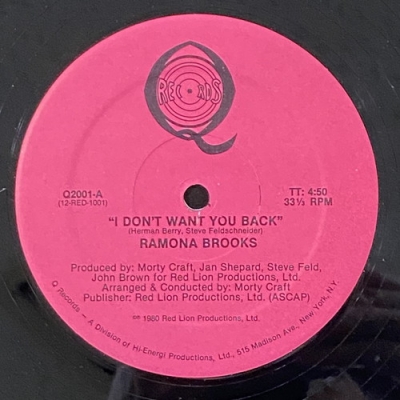 RECORDS
Q2001-A
(12-RED-1001)
TT: 4:50
33⅓ RPM
"I DON'T WANT YOU BACK"
(Herman Berry, Steve Feldschneider)
RAMONA BROOKS
Produced by: Morty Craft, Jan Shepard, Steve Feld,
John Brown for Red Lion Productions, Ltd.
Arranged & Conducted by: Morty Craft
Publisher: Red Lion Productions, Ltd. (ASCAP)
℗© 1980 Red Lion Productions, Ltd.
Q Records — A Division of Hi-Energi Productions, Ltd., 515 Madison Ave., New York, N.Y.